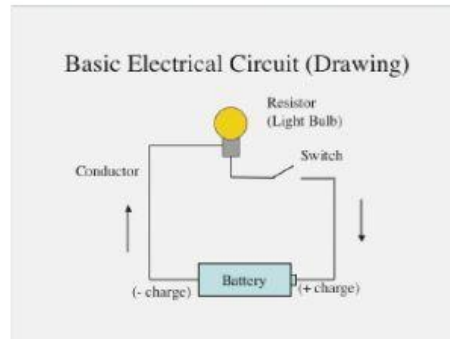 Basic Electrical Circuit (Drawing)
Resistor
(Light Bulb)
Switch
Conductor
Battery
(- charge)
(+ charge)